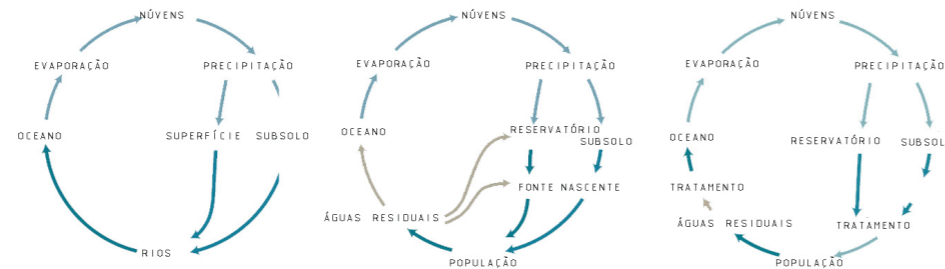 NÚVENS
EVAPORAÇÃO
PRECIPITAÇÃO
OCEANO
SUPERFÍCIE
SUBSOLO
RIOS
NÚVENS
EVAPORAÇÃO
PRECIPITAÇÃO
OCEANO
RESERVATÓRIO
SUBSOLO
FONTE NASCENTE
ÁGUAS RESIDUAIS
POPULAÇÃO
NÚVENS
EVAPORAÇÃO
PRECIPITAÇÃO
OCEANO
RESERVATÓRIO
SUBSOL
TRATAMENTO
ÁGUAS RESIDUAIS
TRATAMENTO
POPULAÇÃO